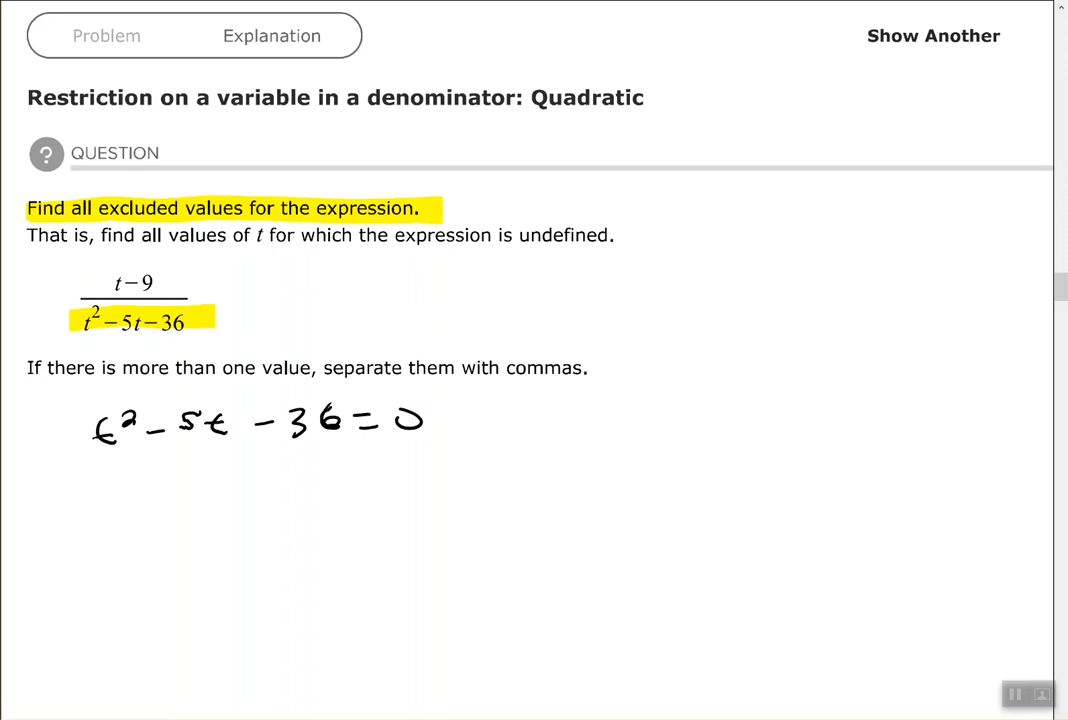 Problem Explanation Show Another
Restriction on a variable in a denominator: Quadratic
? QUESTION
Find all excluded values for the expression.
That is, find all values of t for which the expression is undefined.
t−9
t²−5t−36
If there is more than one value, separate them with commas.
t² − 5t − 36 = 0